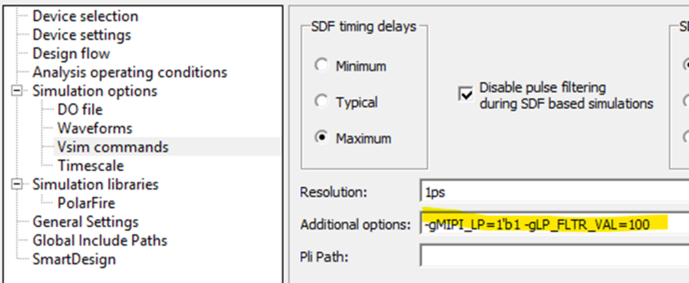 Device selection
Device settings
Design flow
Analysis operating conditions
Simulation options
DO file
Waveforms
Vsim commands
Timescale
Simulation libraries
PolarFire
General Settings
Global Include Paths
SmartDesign
SDF timing delays
Minimum
Typical
Maximum
Disable pulse filtering
during SDF based simulations
Resolution:
1ps
Additional options:
-gMIPI_LP=1'b1 -gLP_FLTR_VAL=100
Pli Path: